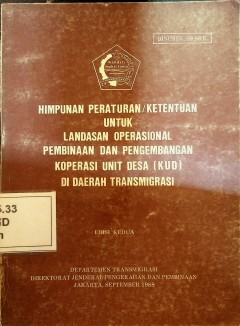 HIMPUNAN PERATURAN/KETENTUAN
UNTUK
LANDASAN OPERASIONAL
PEMBINAAN DAN PENGEMBANGAN
KOPERASI UNIT DESA (KUD)
DI DAERAH TRANSMIGRASI
EDISI KEDUA
DEPARTEMEN TRANSMIGRASI
DIREKTORAT JENDERAL PENGERAHAN DAN PEMBINAAN
JAKARTA, SEPTEMBER 1988